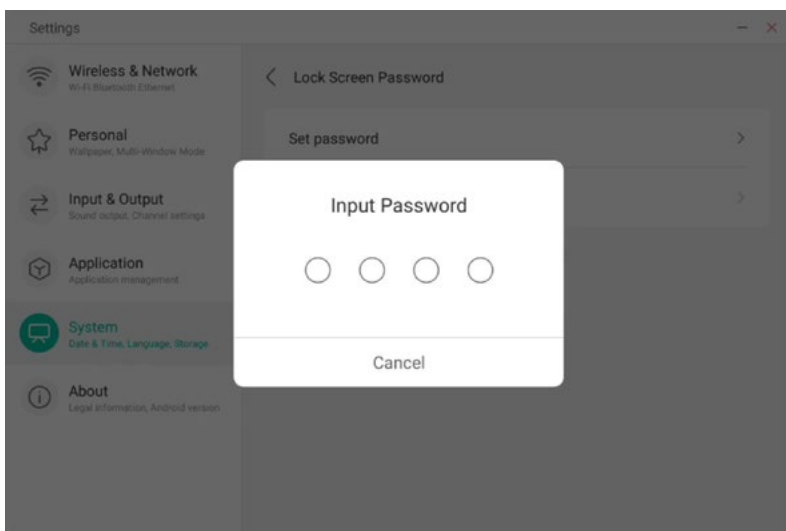 Settings
Wireless & Network
Wi-Fi Bluetooth Ethernet
Lock Screen Password
Personal
Wallpaper, Multi-Window Mode
Set password
Input & Output
Sound output, Channel settings
Input Password
Application
Application management
System
Date & Time, Language, Storage
Cancel
About
Legal information, Android version